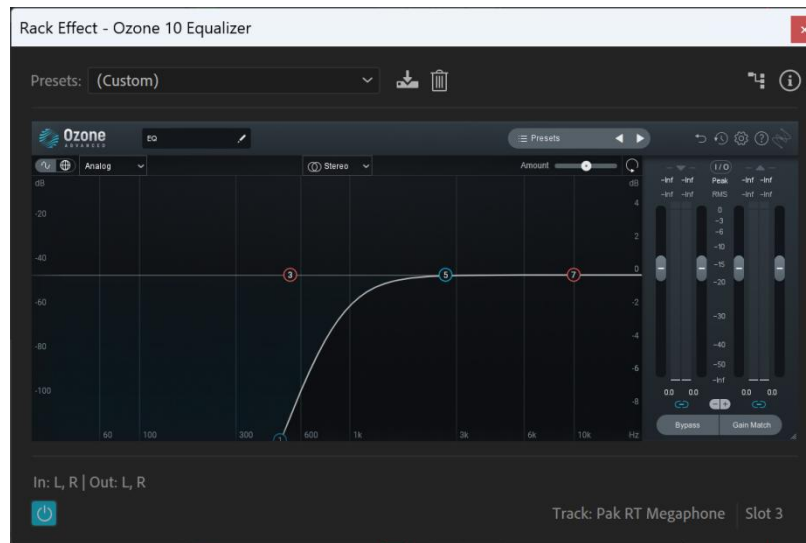 Rack Effect - Ozone 10 Equalizer
Presets: (Custom)
Ozone
ADVANCED
EQ
Presets
Analog
Stereo
Amount
dB
dB
-20
-40
-60
-80
-100
4
2
0
-2
-4
-6
-8
3
5
7
1
60 100 300 600 1k 3k 6k 10k Hz
I/O
-Inf -Inf Peak -Inf -Inf
-Inf -Inf RMS -Inf -Inf
0
-3
-6
-10
-15
-20
-30
-40
-50
-Inf
0.0 0.0 0.0 0.0
Bypass
Gain Match
In: L, R | Out: L, R
Track: Pak RT Megaphone Slot 3